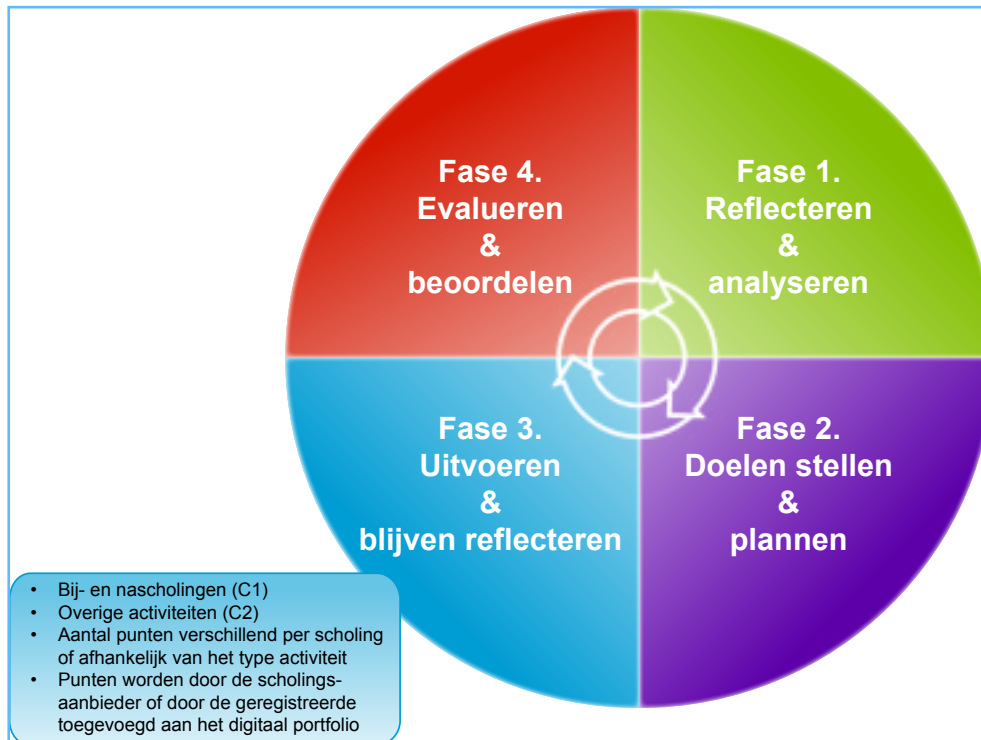 Fase 4.
Evalueren
&
beoordelen
Fase 1.
Reflecteren
&
analyseren
Fase 3.
Uitvoeren
&
blijven reflecteren
Fase 2.
Doelen stellen
&
plannen
• Bij- en nascholingen (C1)
• Overige activiteiten (C2)
• Aantal punten verschillend per scholing
of afhankelijk van het type activiteit
• Punten worden door de scholings-
aanbieder of door de geregistreerde
toegevoegd aan het digitaal portfolio